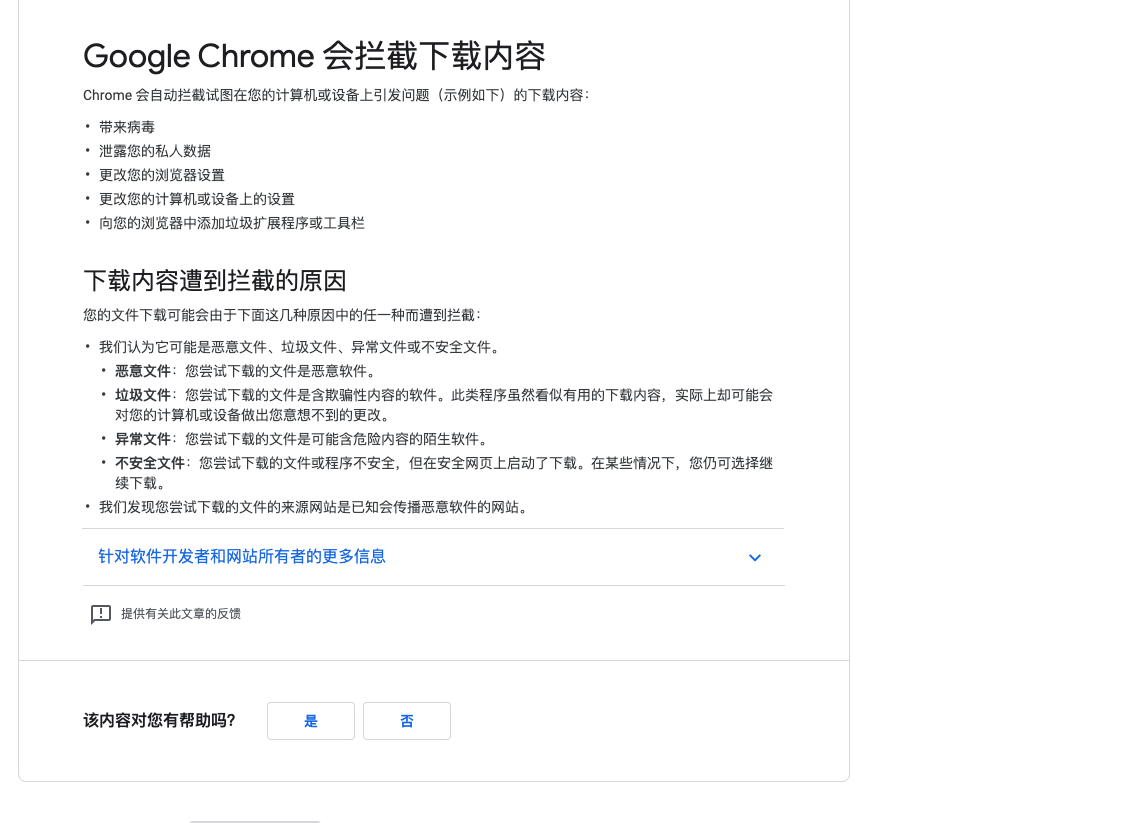 Google Chrome 会拦截下载内容
Chrome 会自动拦截试图在您的计算机或设备上引发问题（示例如下）的下载内容：
• 带来病毒
• 泄露您的私人数据
• 更改您的浏览器设置
• 更改您的计算机或设备上的设置
• 向您的浏览器中添加垃圾扩展程序或工具栏
下载内容遭到拦截的原因
您的文件下载可能会由于下面这几种原因中的任一种而遭到拦截：
• 我们认为它可能是恶意文件、垃圾文件、异常文件或不安全文件。
• 恶意文件：您尝试下载的文件是恶意软件。
• 垃圾文件：您尝试下载的文件是含欺骗性内容的软件。此类程序虽然看似有用的下载内容，实际上却可能会
对您的计算机或设备做出您意想不到的更改。
• 异常文件：您尝试下载的文件是可能含危险内容的陌生软件。
• 不安全文件：您尝试下载的文件或程序不安全，但在安全网页上启动了下载。在某些情况下，您仍可选择继
续下载。
• 我们发现您尝试下载的文件的来源网站是已知会传播恶意软件的网站。
针对软件开发者和网站所有者的更多信息
提供有关此文章的反馈
该内容对您有帮助吗?
是
否